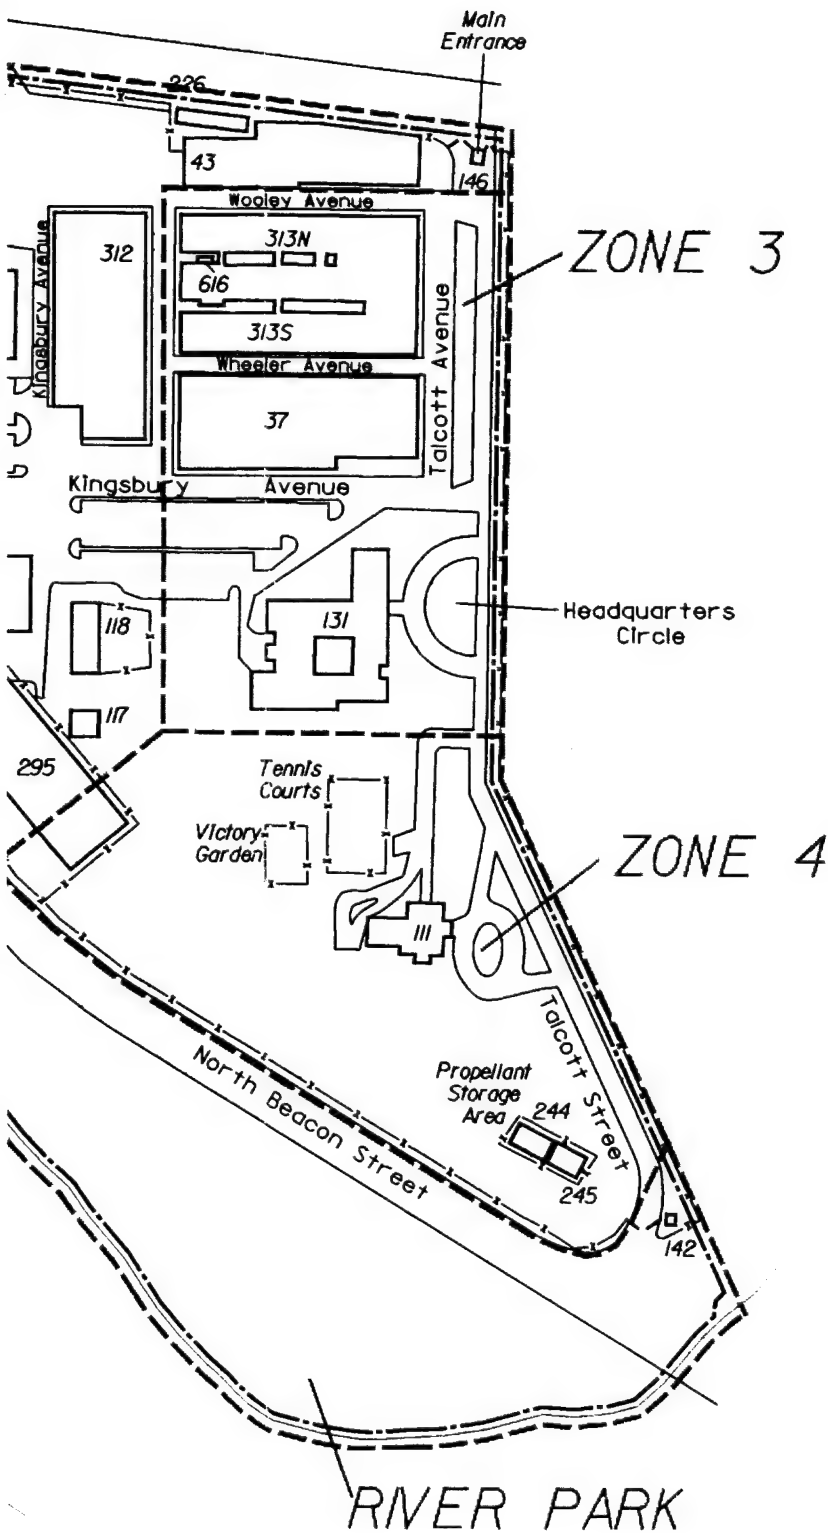 Main
Entrance
226
43
146
Wooley Avenue
313N
312
616
313S
Wheeler Avenue
37
Kingsbury Avenue
Talcott Avenue
ZONE 3
Kingsbury Avenue
118
131
Headquarters
Circle
117
295
Tennis
Courts
Victory
Garden
ZONE 4
111
Talcott Street
North Beacon Street
Propellant
Storage
Area
244
245
142
RIVER PARK